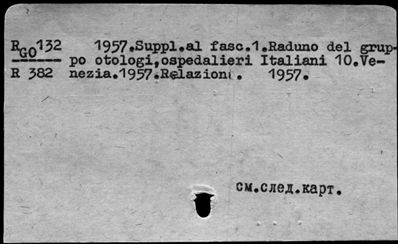 RGO132 1957.Suppl.al fasc.1.Raduno del grup-
po otologi,ospedalieri Italiani 10.Ve-
R 382 nezia.1957.Relazioni. 1957.
см.след.карт.